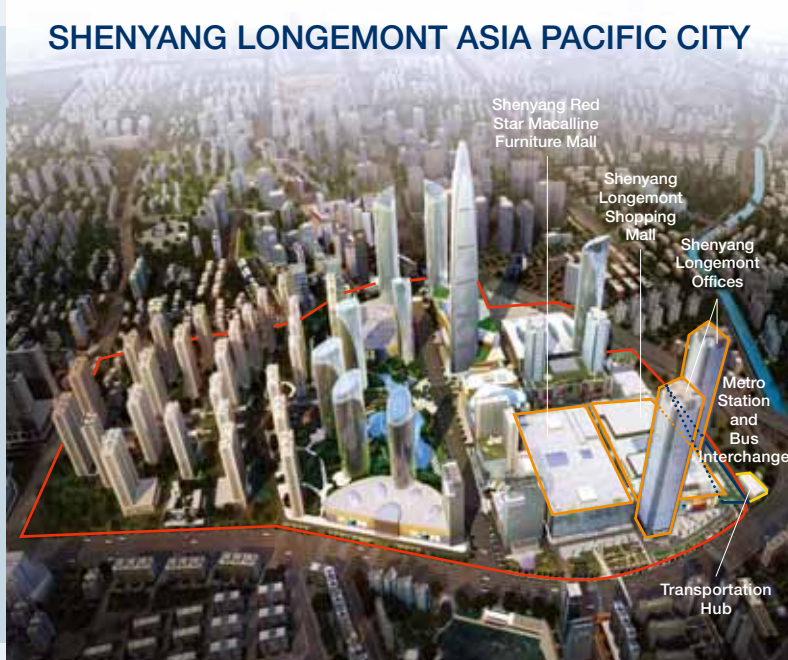 SHENYANG LONGEMONT ASIA PACIFIC CITY
Shenyang Red
Star Macalline
Furniture Mall
Shenyang
Longemont
Shopping
Mall
Shenyang
Longemont
Offices
Metro
Station
and
Bus
Interchange
Transportation
Hub